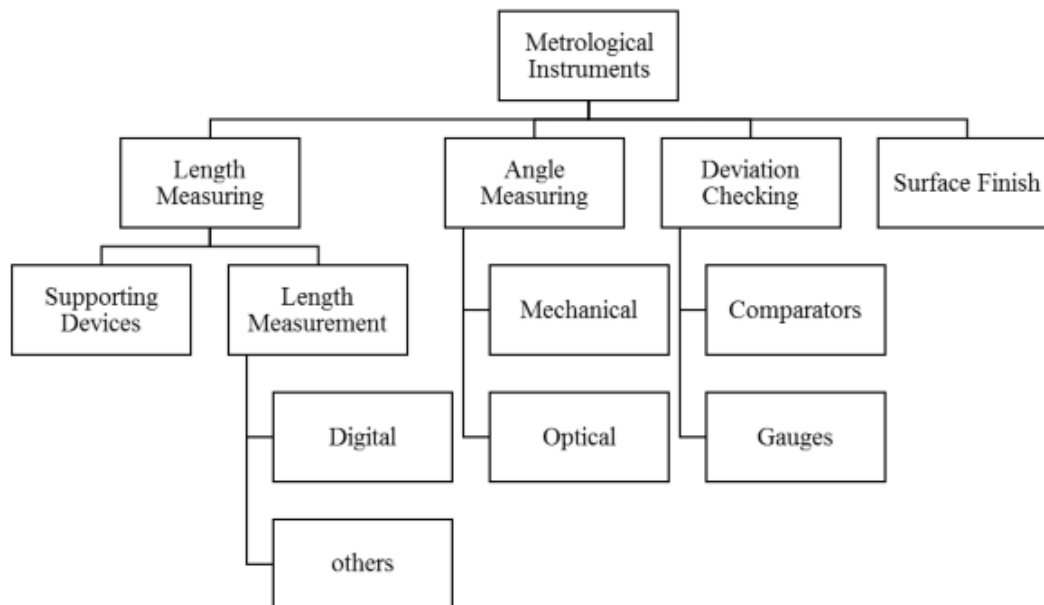 Metrological
Instruments
Length
Measuring
Angle
Measuring
Deviation
Checking
Surface Finish
Supporting
Devices
Length
Measurement
Mechanical
Comparators
Digital
Optical
Gauges
others